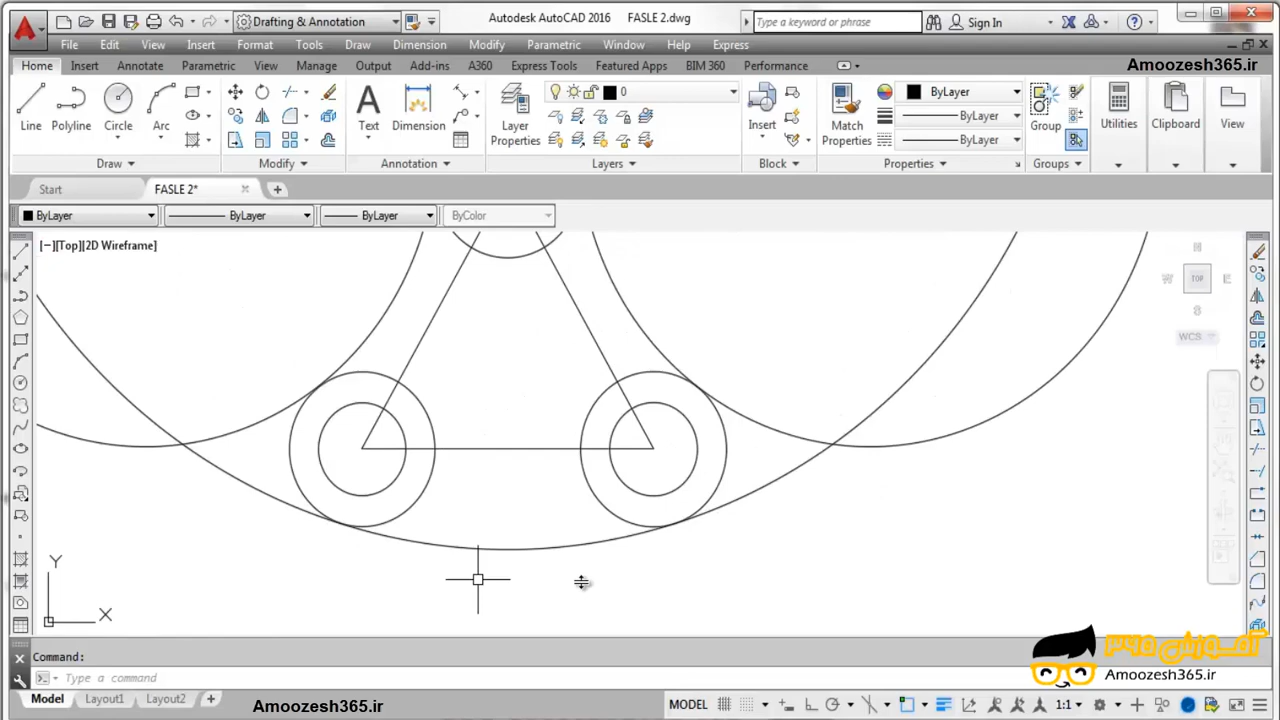 Drafting & Annotation
Autodesk AutoCAD 2016 FASLE 2.dwg
Type a keyword or phrase
Sign In
File Edit View Insert Format Tools Draw Dimension Modify Parametric Window Help Express
Home Insert Annotate Parametric View Manage Output Add-ins A360 Express Tools Featured Apps BIM 360 Performance
Amoozesh365.ir
Line Polyline Circle Arc
Text Dimension
Layer Properties
0
Insert
Match Properties
ByLayer
ByLayer
ByLayer
Group
Utilities Clipboard View
Draw Modify Annotation Layers Block Properties Groups
Start FASLE 2*
ByLayer ByLayer ByLayer ByColor
[−][Top][2D Wireframe]
N
W TOP E
S
WCS
Y
X
Command:
Type a command
آموزش ۳۶۵
Amoozesh365.ir
Model Layout1 Layout2
Amoozesh365.ir
MODEL
1:1